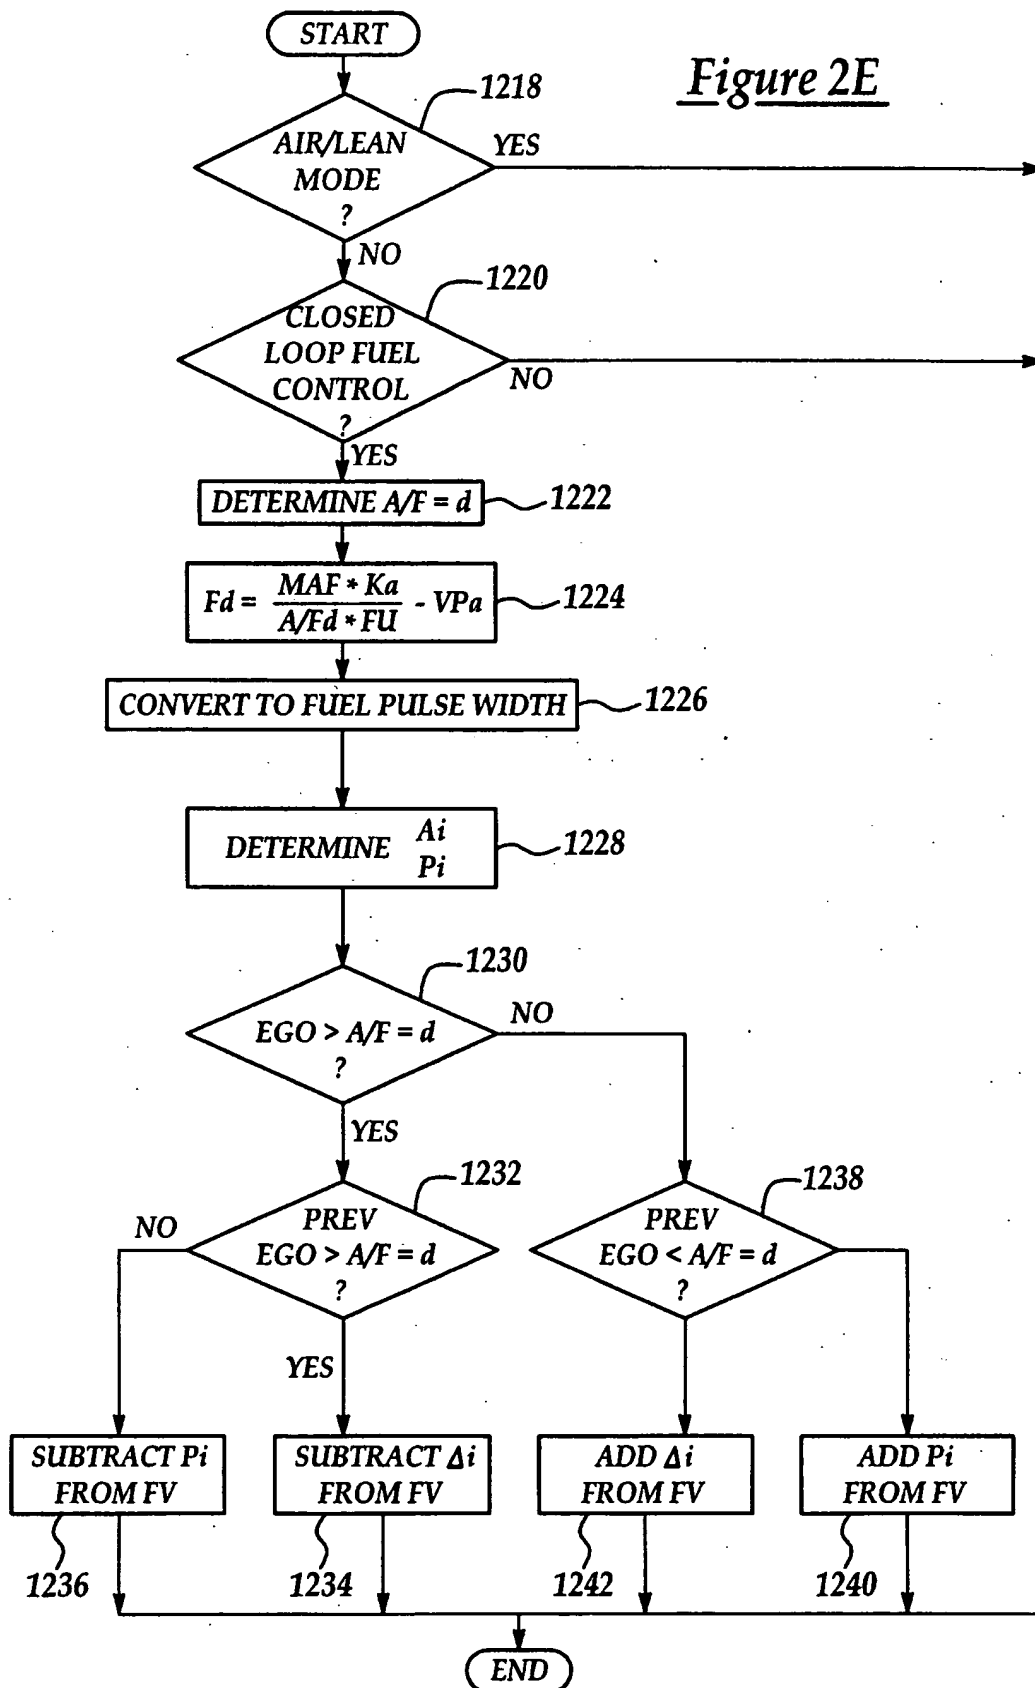 START
Figure 2E
1218
AIR/LEAN
MODE
?
YES
NO
1220
CLOSED
LOOP FUEL
CONTROL
?
NO
YES
DETERMINE A/F = d
1222
Fd = MAF * Ka / A/Fd * FU - VPa
1224
CONVERT TO FUEL PULSE WIDTH
1226
DETERMINE Ai
Pi
1228
1230
EGO > A/F = d
?
NO
YES
1232
PREV
EGO > A/F = d
?
NO
YES
1238
PREV
EGO < A/F = d
?
SUBTRACT Pi
FROM FV
1236
SUBTRACT Δi
FROM FV
1234
ADD Δi
FROM FV
1242
ADD Pi
FROM FV
1240
END